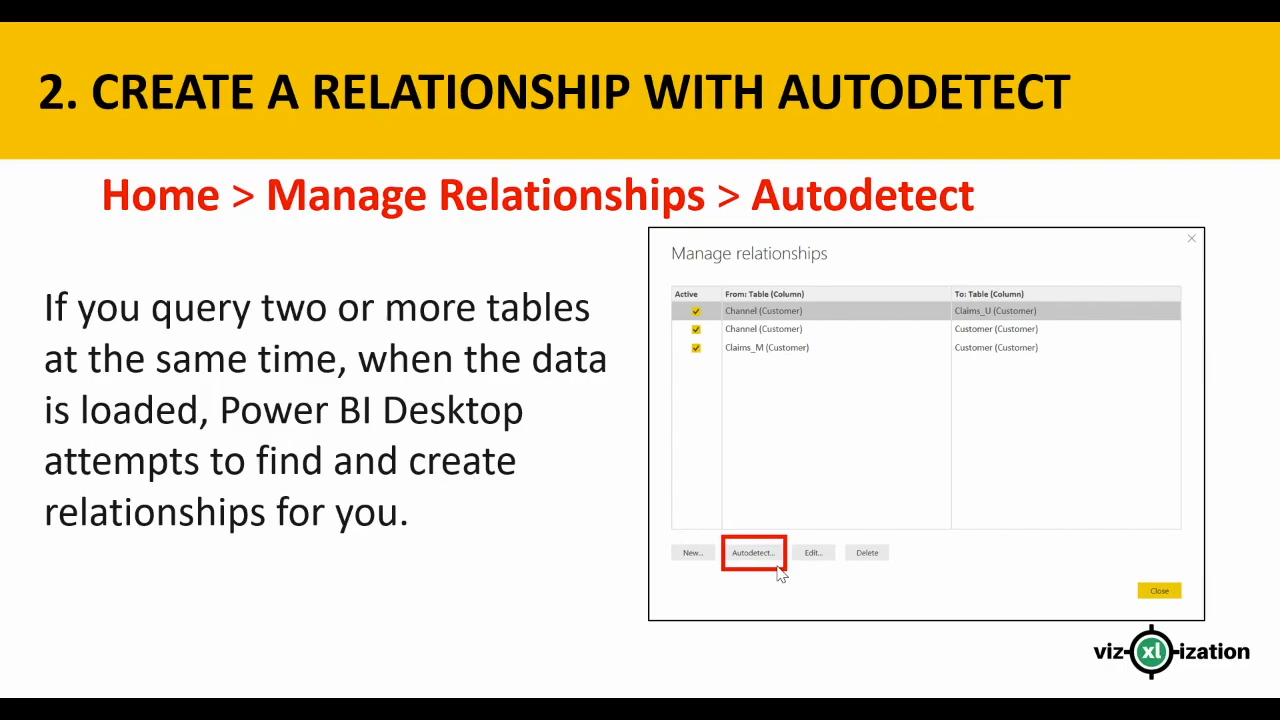 2. CREATE A RELATIONSHIP WITH AUTODETECT
Home > Manage Relationships > Autodetect
If you query two or more tables
at the same time, when the data
is loaded, Power BI Desktop
attempts to find and create
relationships for you.
Manage relationships
Active From: Table (Column) To: Table (Column)
Channel (Customer) Claims_U (Customer)
Channel (Customer) Customer (Customer)
Claims_M (Customer) Customer (Customer)
New... Autodetect... Edit... Delete
Close
viz-xl-ization